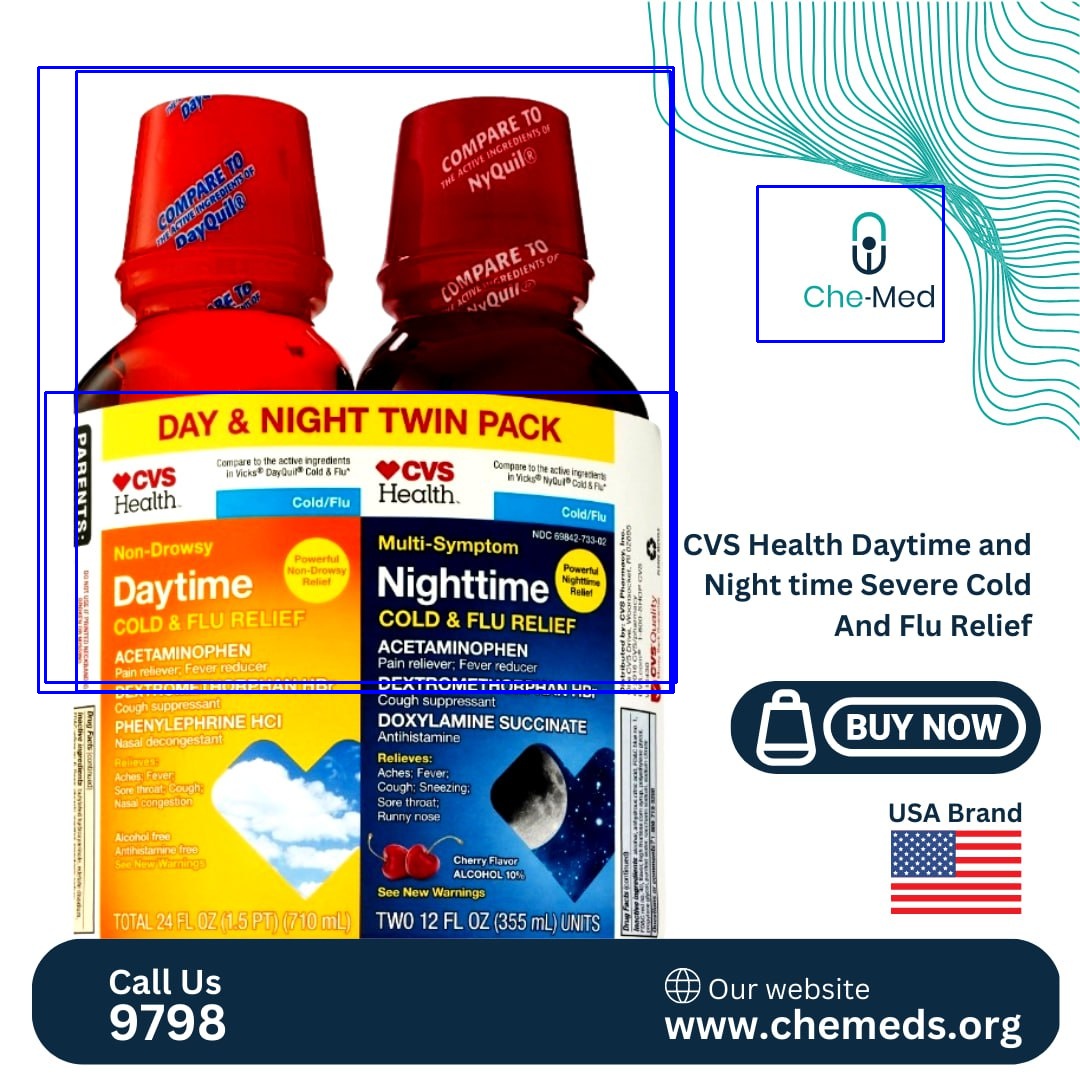 DayQuil
COMPARE TO
THE ACTIVE INGREDIENTS OF
DayQuil®
COMPARE TO
THE ACTIVE INGREDIENTS OF
NyQuil®
COMPARE TO
THE ACTIVE INGREDIENTS OF
NyQuil®
Che-Med
DAY & NIGHT TWIN PACK
PARENTS:
CVS
Health
Compare to the active ingredients
in Vicks® DayQuil® Cold & Flu*
Cold/Flu
Non-Drowsy
Powerful
Non-Drowsy
Relief
Daytime
COLD & FLU RELIEF
ACETAMINOPHEN
Pain reliever; Fever reducer
DEXTROMETHORPHAN HBr
Cough suppressant
PHENYLEPHRINE HCl
Nasal decongestant
Relieves:
Aches; Fever;
Sore throat; Cough;
Nasal congestion
Alcohol free
Antihistamine free
See New Warnings
TOTAL 24 FL OZ (1.5 PT) (710 mL)
CVS
Health
Compare to the active ingredients
in Vicks® NyQuil® Cold & Flu*
Cold/Flu
NDC 69842-733-02
Multi-Symptom
Powerful
Nighttime
Relief
Nighttime
COLD & FLU RELIEF
ACETAMINOPHEN
Pain reliever; Fever reducer
DEXTROMETHORPHAN HBr
Cough suppressant
DOXYLAMINE SUCCINATE
Antihistamine
Relieves:
Aches; Fever;
Cough; Sneezing;
Sore throat;
Runny nose
Cherry Flavor
ALCOHOL 10%
See New Warnings
TWO 12 FL OZ (355 mL) UNITS
Drug Facts (continued)
Drug Facts (continued)
CVS Quality
CVS Health Daytime and
Night time Severe Cold
And Flu Relief
BUY NOW
USA Brand
Call Us
9798
Our website
www.chemeds.org